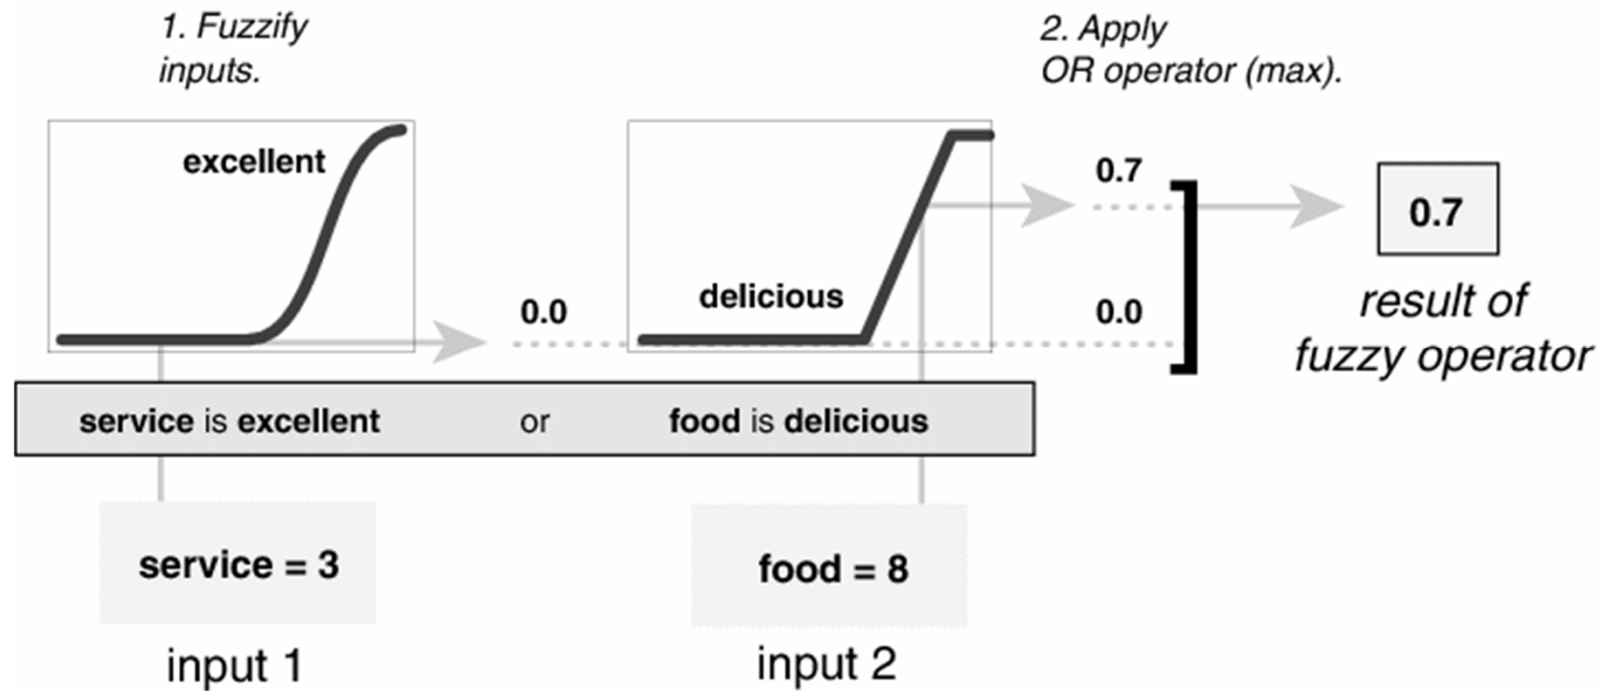 1. Fuzzify
inputs.
2. Apply
OR operator (max).
excellent
delicious
0.7
0.7
0.0
0.0
result of
fuzzy operator
service is excellent or food is delicious
service = 3
food = 8
input 1
input 2